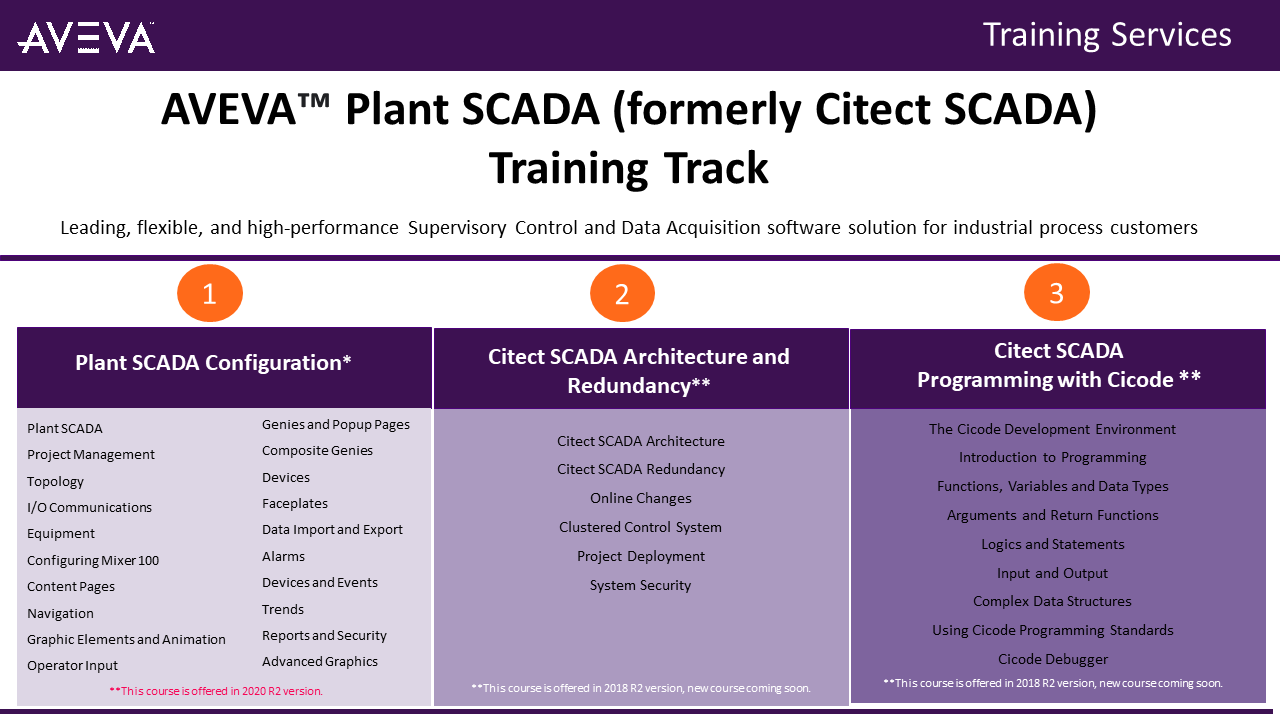 AVEVA™
Training Services
AVEVA™ Plant SCADA (formerly Citect SCADA)
Training Track
Leading, flexible, and high-performance Supervisory Control and Data Acquisition software solution for industrial process customers
1
Plant SCADA Configuration*
Plant SCADA
Project Management
Topology
I/O Communications
Equipment
Configuring Mixer 100
Content Pages
Navigation
Graphic Elements and Animation
Operator Input
Genies and Popup Pages
Composite Genies
Devices
Faceplates
Data Import and Export
Alarms
Devices and Events
Trends
Reports and Security
Advanced Graphics
**This course is offered in 2020 R2 version.
2
Citect SCADA Architecture and
Redundancy**
Citect SCADA Architecture
Citect SCADA Redundancy
Online Changes
Clustered Control System
Project Deployment
System Security
**This course is offered in 2018 R2 version, new course coming soon.
3
Citect SCADA
Programming with Cicode **
The Cicode Development Environment
Introduction to Programming
Functions, Variables and Data Types
Arguments and Return Functions
Logics and Statements
Input and Output
Complex Data Structures
Using Cicode Programming Standards
Cicode Debugger
**This course is offered in 2018 R2 version, new course coming soon.